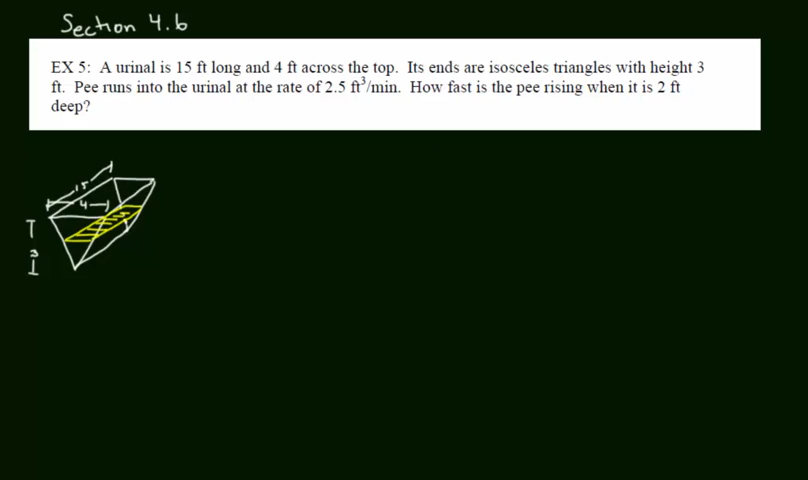 Section 4.6
EX 5: A urinal is 15 ft long and 4 ft across the top. Its ends are isosceles triangles with height 3
ft. Pee runs into the urinal at the rate of 2.5 ft³/min. How fast is the pee rising when it is 2 ft
deep?
15
4
3